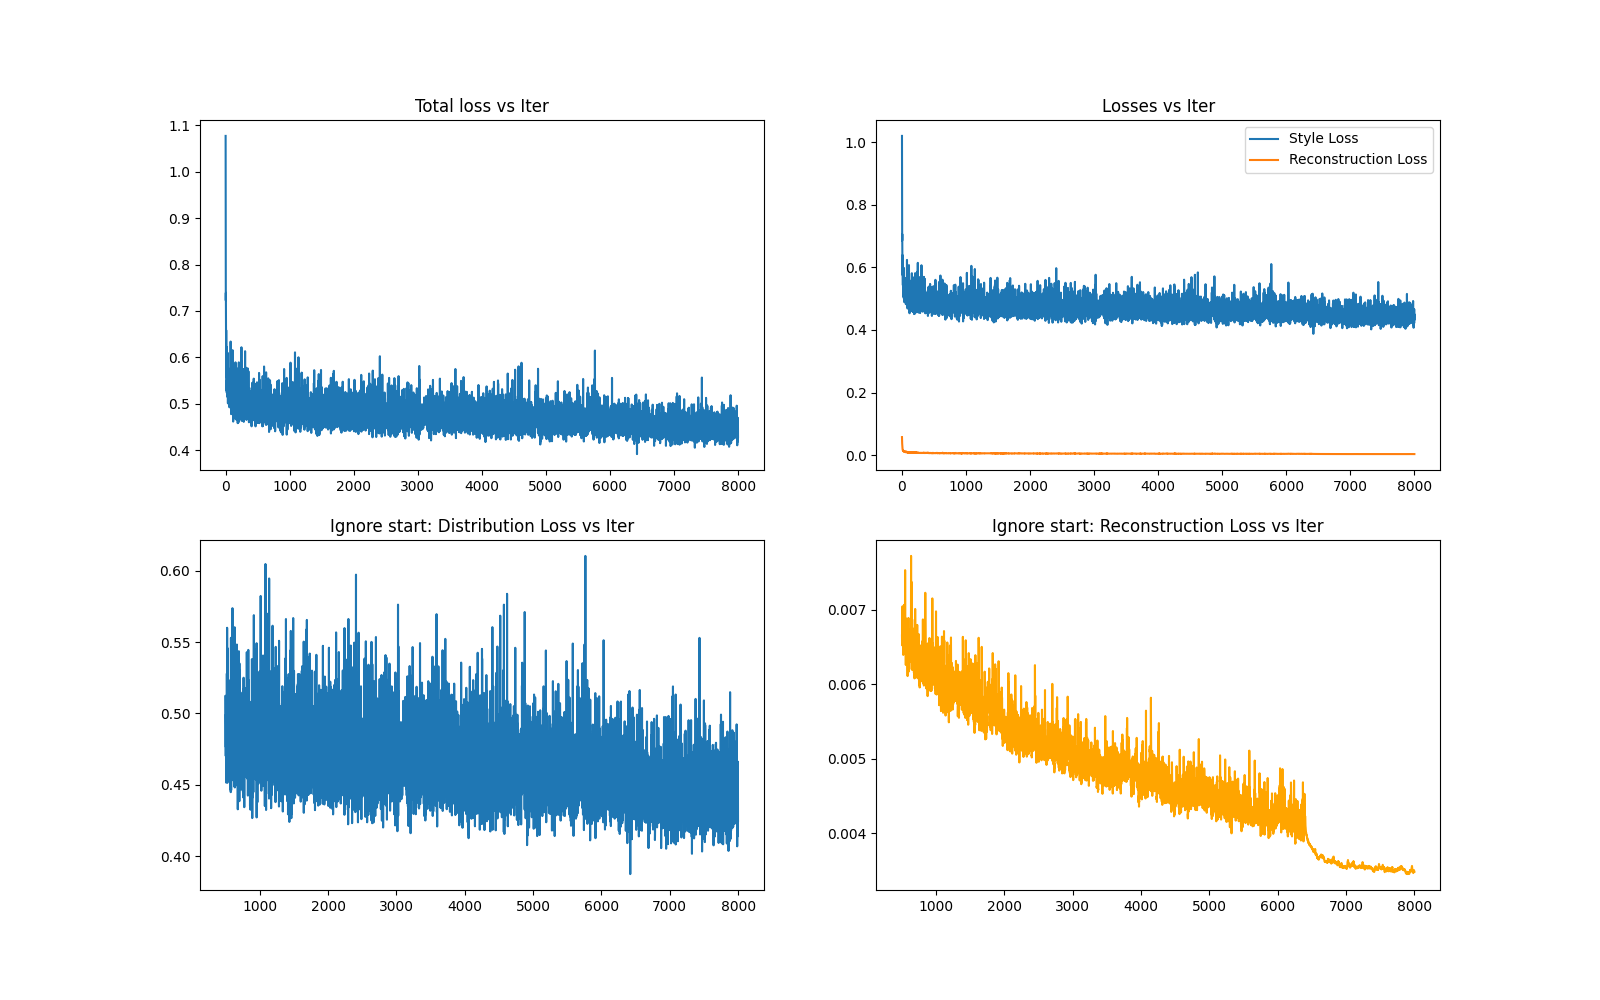 Total loss vs Iter
1.1
1.0
0.9
0.8
0.7
0.6
0.5
0.4
0 1000 2000 3000 4000 5000 6000 7000 8000
Losses vs Iter
Style Loss
Reconstruction Loss
1.0
0.8
0.6
0.4
0.2
0.0
0 1000 2000 3000 4000 5000 6000 7000 8000
Ignore start: Distribution Loss vs Iter
0.60
0.55
0.50
0.45
0.40
1000 2000 3000 4000 5000 6000 7000 8000
Ignore start: Reconstruction Loss vs Iter
0.007
0.006
0.005
0.004
1000 2000 3000 4000 5000 6000 7000 8000